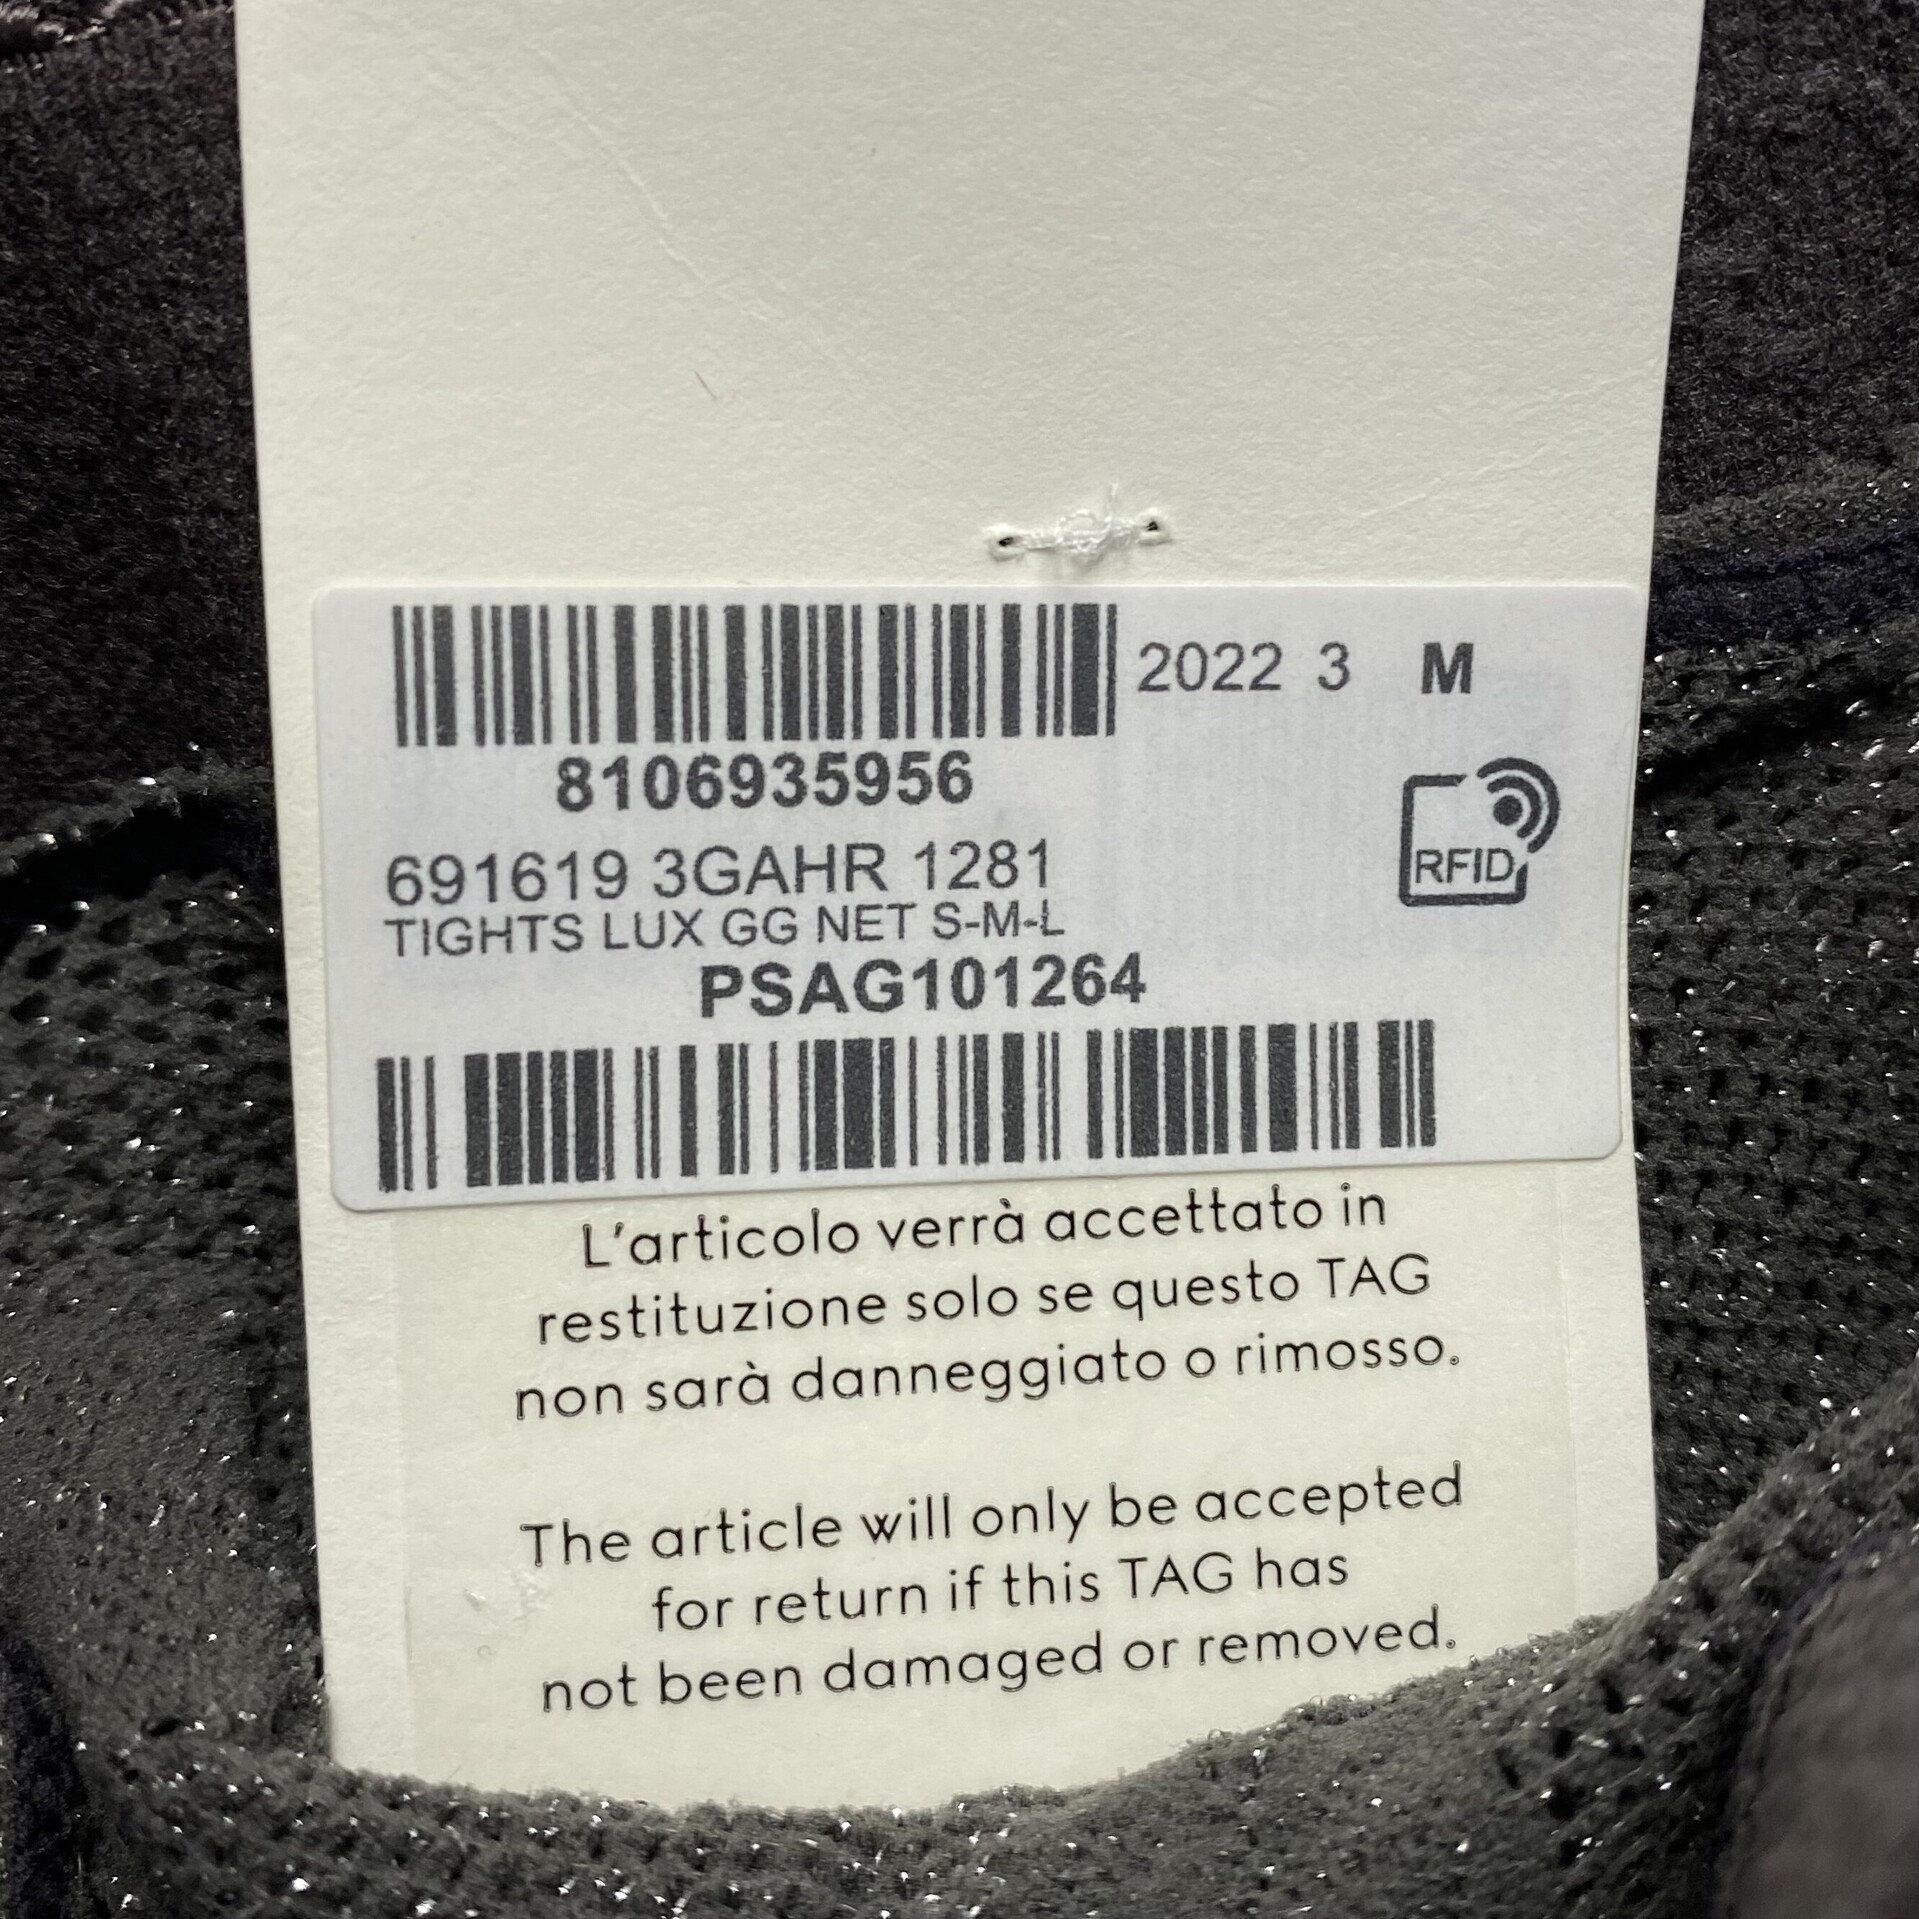 2022 3 M
8106935956
RFID
691619 3GAHR 1281
TIGHTS LUX GG NET S-M-L
PSAG101264
L'articolo verrà accettato in
restituzione solo se questo TAG
non sarà danneggiato o rimosso.
The article will only be accepted
for return if this TAG has
not been damaged or removed.